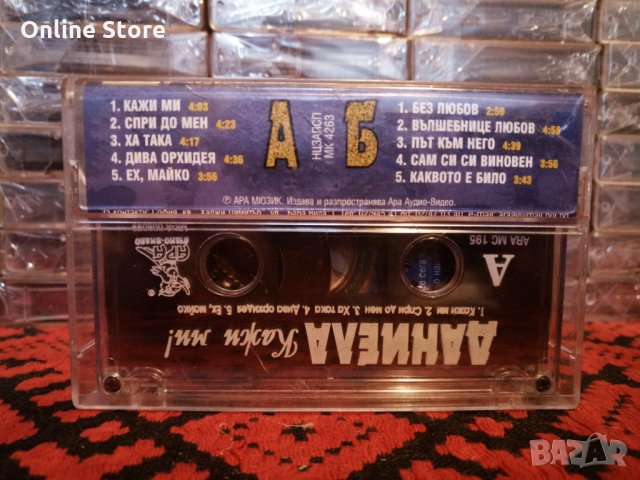 Online Store
1. КАЖИ МИ 4:03
2. СПРИ ДО МЕН 4:23
3. ХА ТАКА 4:17
4. ДИВА ОРХИДЕЯ 4:36
5. ЕХ, МАЙКО 3:56
А
НЦЗАПСП
МК 4263
Б
1. БЕЗ ЛЮБОВ 2:59
2. ВЪЛШЕБНИЦЕ ЛЮБОВ 4:59
3. ПЪТ КЪМ НЕГО 4:39
4. САМ СИ СИ ВИНОВЕН 3:56
5. КАКВОТО Е БИЛО 3:43
Ⓟ АРА МЮЗИК. Издава и разпространява Ара Аудио-Видео.
ARA MC 195
A
1. Кажи ми 2. Спри до мен 3. Ха така 4. Дива орхидея 5. Ех, майко
ДАНИЕЛА Кажи ми!
BAZAR